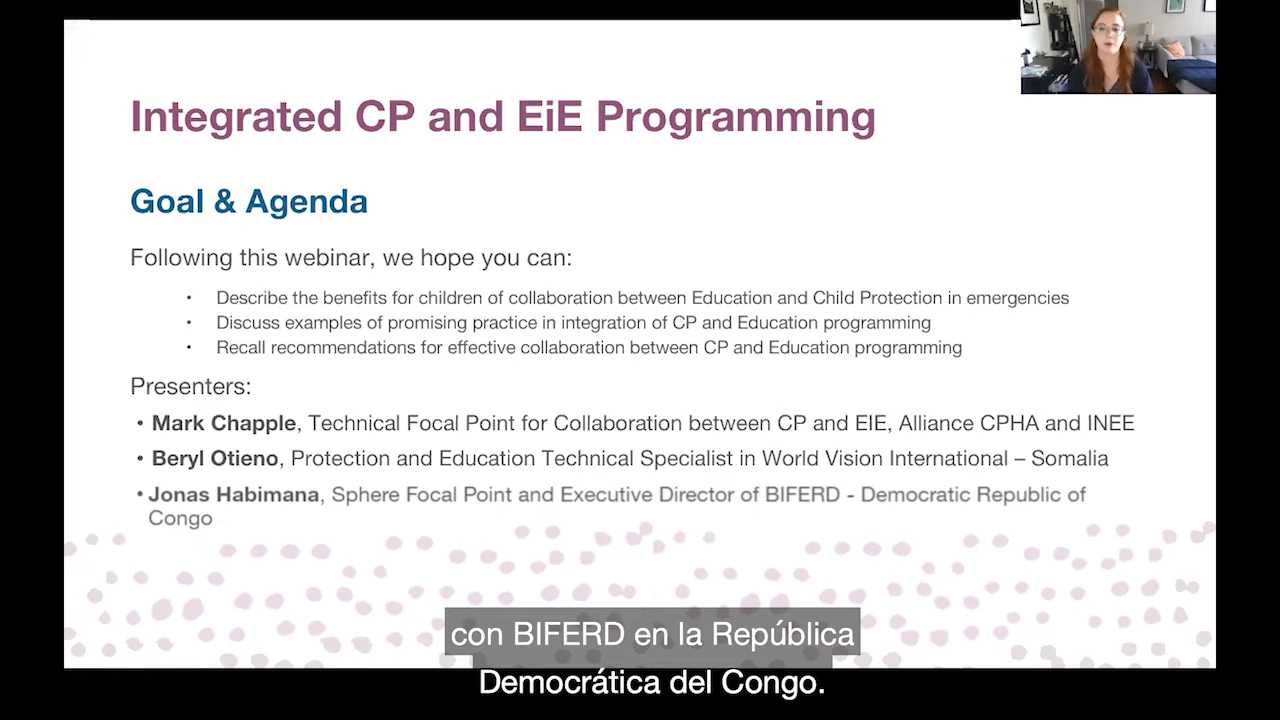 Integrated CP and EiE Programming
Goal & Agenda
Following this webinar, we hope you can:
• Describe the benefits for children of collaboration between Education and Child Protection in emergencies
• Discuss examples of promising practice in integration of CP and Education programming
• Recall recommendations for effective collaboration between CP and Education programming
Presenters:
• Mark Chapple, Technical Focal Point for Collaboration between CP and EIE, Alliance CPHA and INEE
• Beryl Otieno, Protection and Education Technical Specialist in World Vision International – Somalia
• Jonas Habimana, Sphere Focal Point and Executive Director of BIFERD - Democratic Republic of
Congo
con BIFERD en la República
Democrática del Congo.